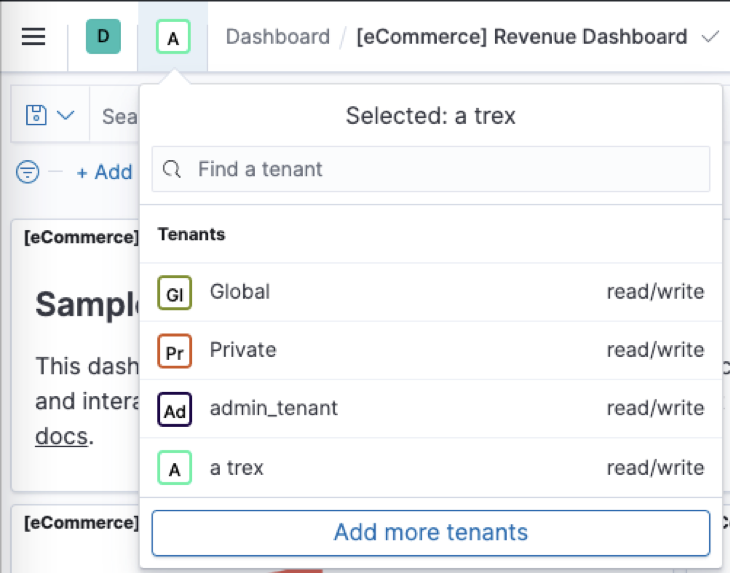 D A Dashboard / [eCommerce] Revenue Dashboard
Selected: a trex
Sea
Find a tenant
+ Add
[eCommerce]
Tenants
Gl Global read/write
Sample
Pr Private read/write
This dash
and intera
Ad admin_tenant read/write
docs.
A a trex read/write
[eCommerce]
Add more tenants